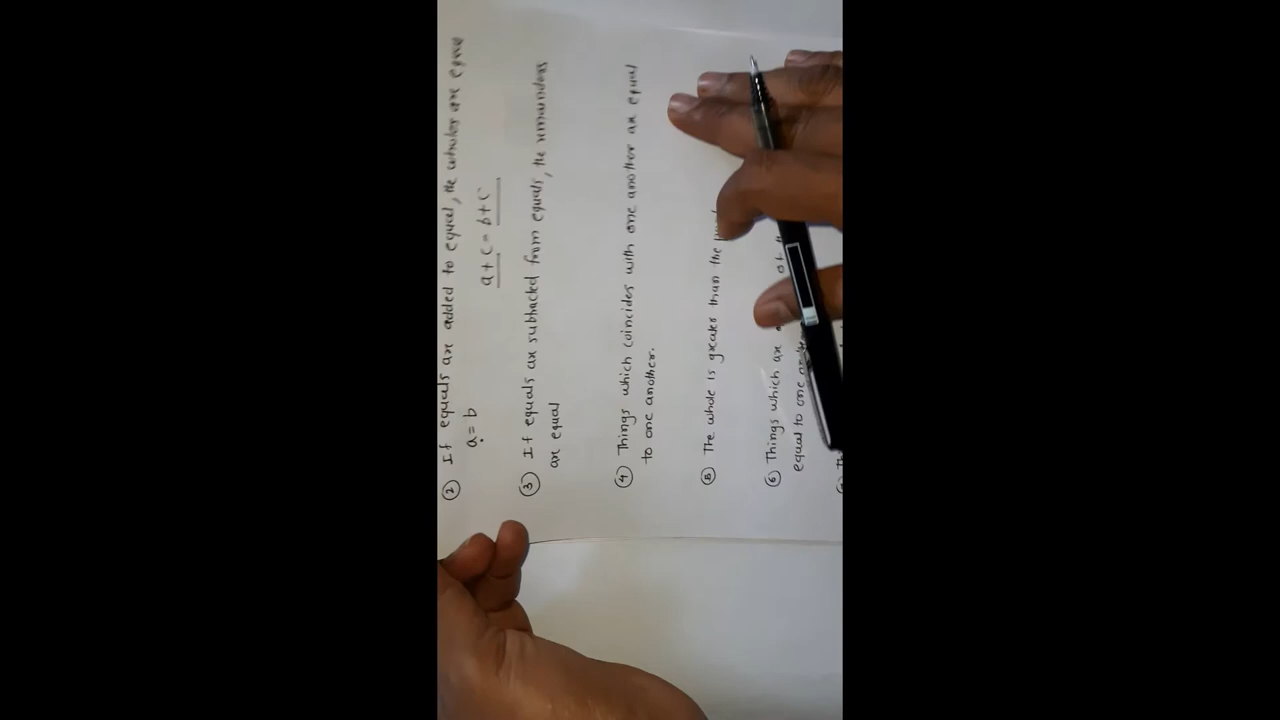 ② If equals are added to equal, the wholes are equal
a = b
a + c = b + c
③ If equals are subtracted from equals, the remainders
are equal
④ Things which coincides with one another are equal
to one another.
⑤ The whole is greater than the
⑥ Things which are of
equal to one